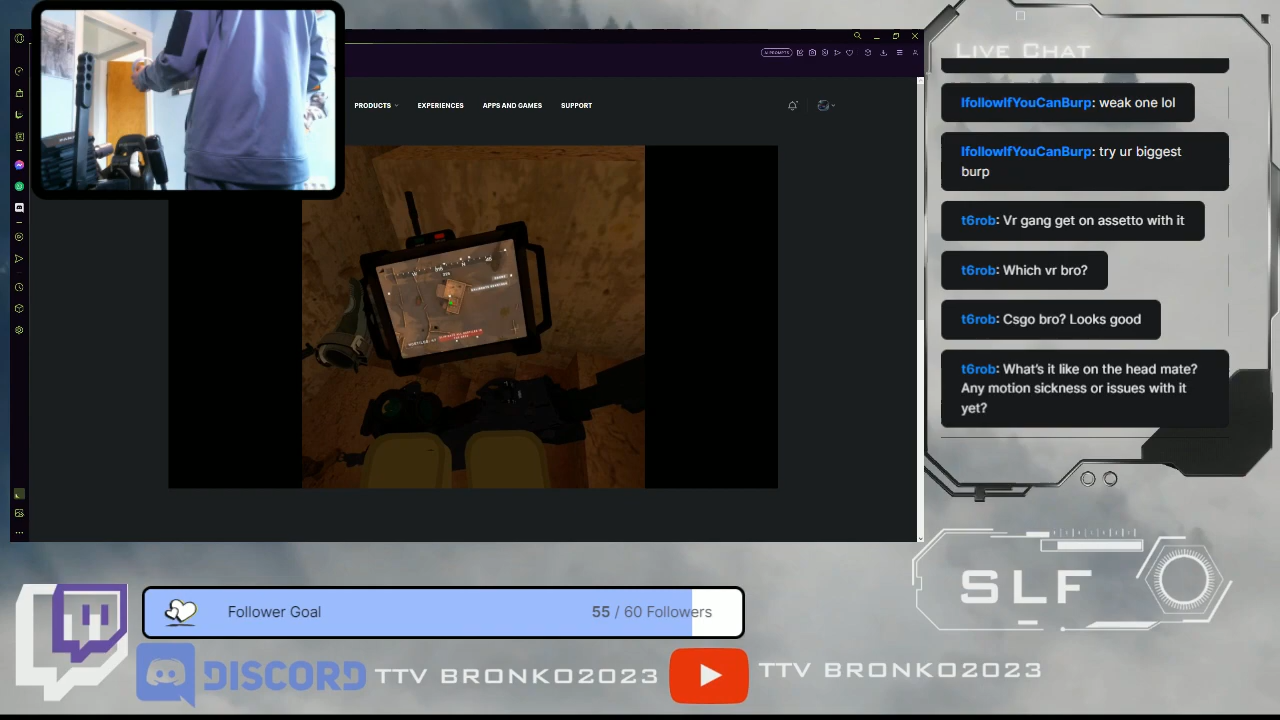 AI PROMPTS
PRODUCTS
EXPERIENCES
APPS AND GAMES
SUPPORT
LIVE CHAT
IfollowIfYouCanBurp: weak one lol
IfollowIfYouCanBurp: try ur biggest
burp
t6rob: Vr gang get on assetto with it
t6rob: Which vr bro?
t6rob: Csgo bro? Looks good
t6rob: What's it like on the head mate?
Any motion sickness or issues with it
yet?
SLF
Follower Goal
55 / 60 Followers
DISCORD
TTV BRONKO2023
TTV BRONKO2023